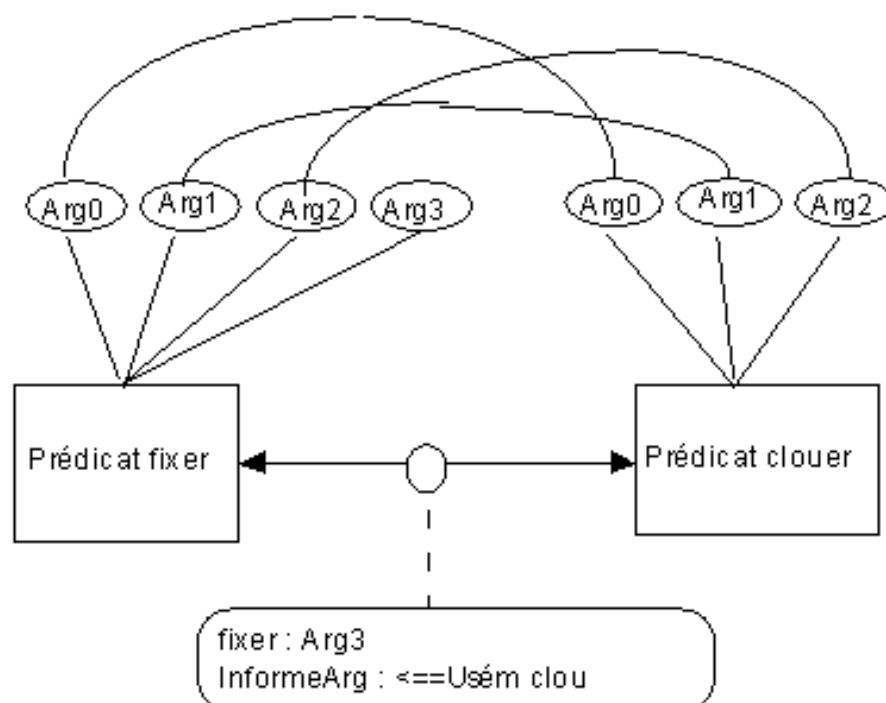 Arg0 Arg1 Arg2 Arg3 Arg0 Arg1 Arg2
Prédicat fixer
Prédicat clouer
fixer : Arg3
InformeArg : <==Usém clou